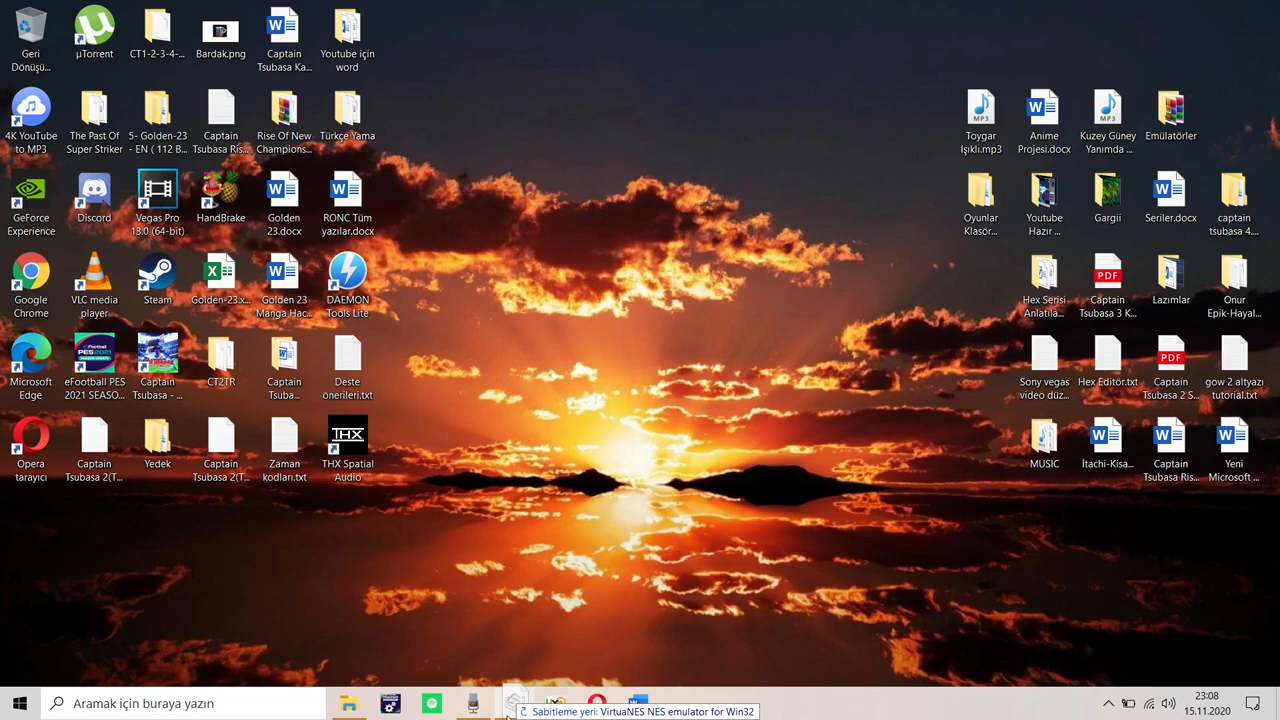 Geri
Dönüşü...
µTorrent
CT1-2-3-4-...
Bardak.png
Captain
Tsubasa Ka...
Youtube için
word
4K YouTube
to MP3
The Past Of
Super Striker
5- Golden-23
- EN ( 112 B...
Captain
Tsubasa Ris...
Rise Of New
Champions...
Türkçe Yama
GeForce
Experience
Discord
Vegas Pro
13.0 (64-bit)
HandBrake
Golden
23.docx
RONC Tüm
yazılar.docx
Google
Chrome
VLC media
player
Steam
Golden-23.x...
Golden 23
Manga Hac...
DAEMON
Tools Lite
Microsoft
Edge
eFootball PES
2021 SEASO...
Captain
Tsubasa - ...
CT2TR
Captain
Tsuba...
Deste
onerileri.txt
Opera
tarayıcı
Captain
Tsubasa 2(T...
Yedek
Captain
Tsubasa 2(T...
Zaman
kodları.txt
THX
THX Spatial
Audio
Toygar
Işıklı.mp3
Anime
Projesi.docx
Kuzey Güney
Yanımda ...
Emülatörler
Oyunlar
Klasör...
Youtube
Hazır ...
Gargii
Seriler.docx
captain
tsubasa 4....
Hex Serisi
Anlatıla...
Captain
Tsubasa 3 K...
Lazımlar
Onur
Epik-Hayal...
Sony vegas
video düz...
Hex Editör.txt
Captain
Tsubasa 2 S...
gow 2 altyazı
tutorial.txt
MUSIC
İtachi-Kısa...
Captain
Tsubasa Ris...
Yeni
Microsoft ...
Aramak için buraya yazın
Sabitleme yeri: VirtuaNES NES emulator for Win32
23:08
15.11.2020